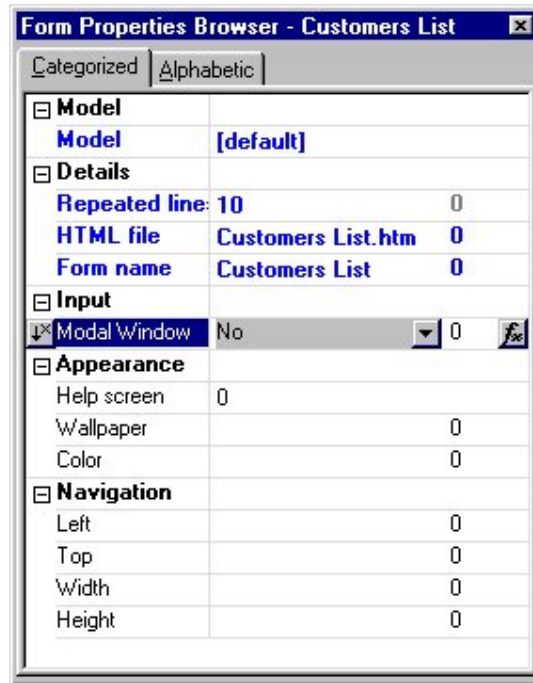 Form Properties Browser - Customers List
Categorized Alphabetic
Model
Model [default]
Details
Repeated line: 10 0
HTML file Customers List.htm 0
Form name Customers List 0
Input
Modal Window No 0 fx
Appearance
Help screen 0
Wallpaper 0
Color 0
Navigation
Left 0
Top 0
Width 0
Height 0